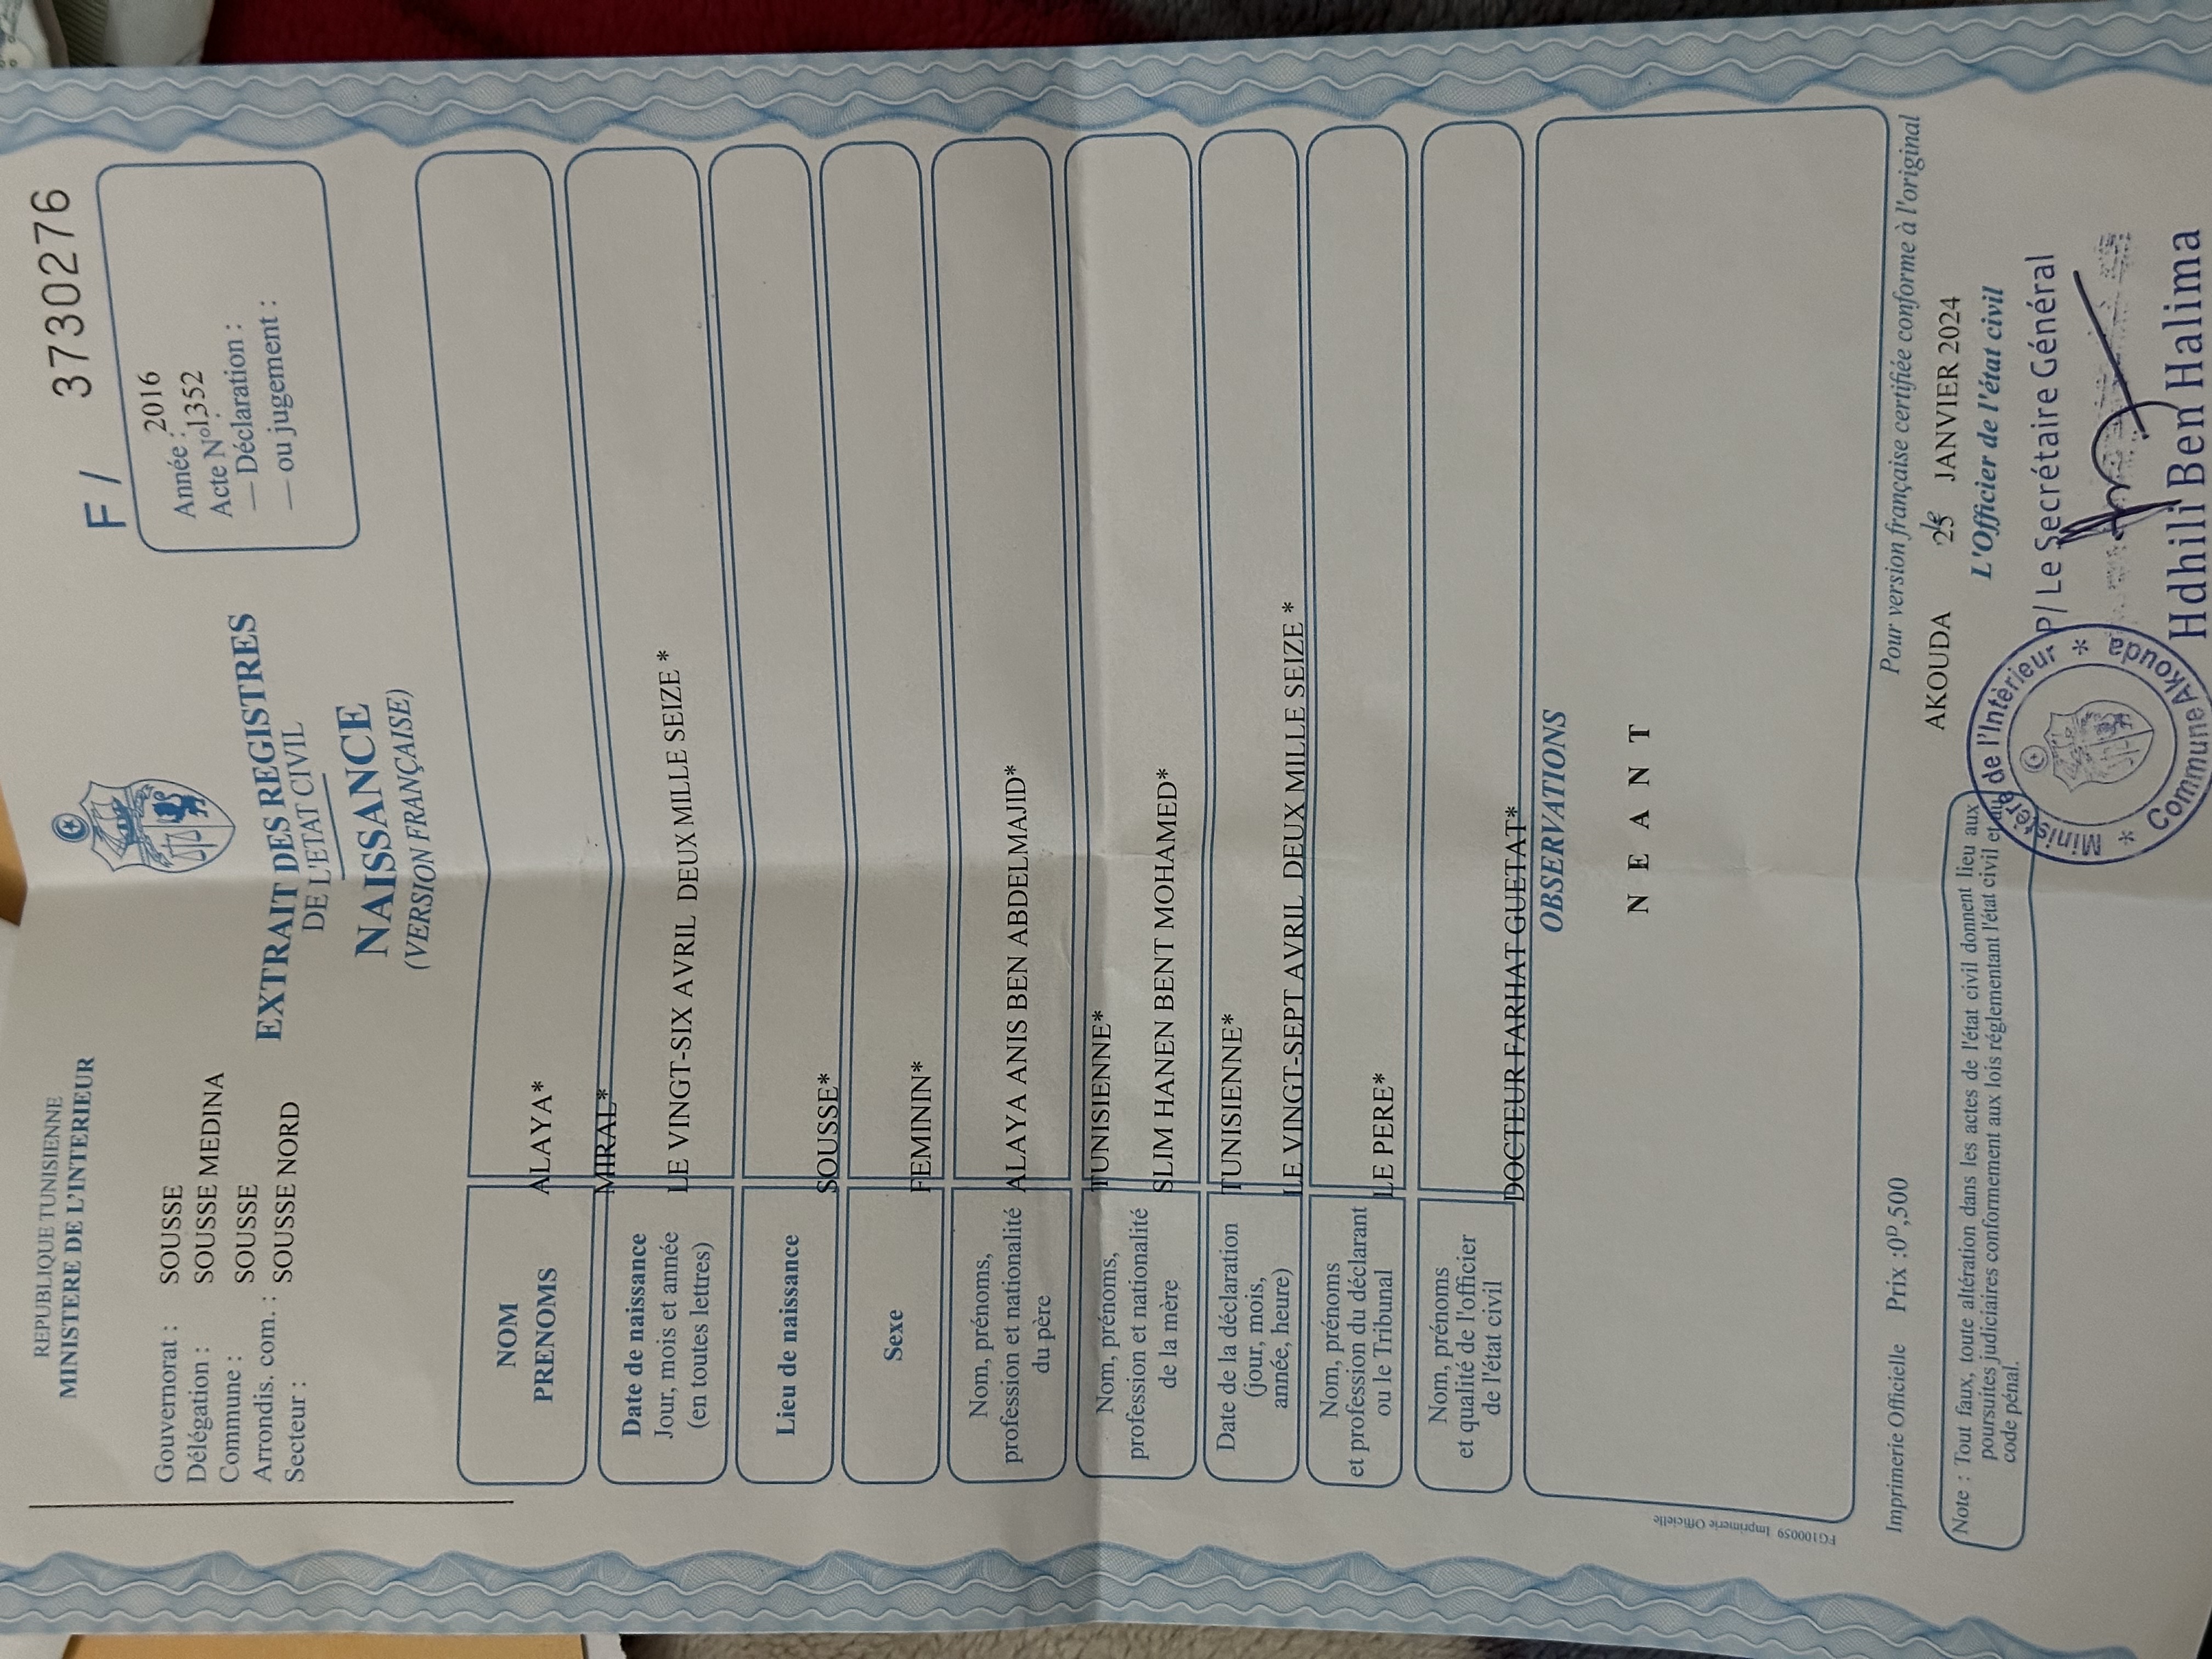 REPUBLIQUE TUNISIENNE
MINISTERE DE L'INTERIEUR
F / 3730276
Gouvernorat : SOUSSE
Délégation : SOUSSE MEDINA
Commune : SOUSSE
Arrondis. com. : SOUSSE NORD
Secteur :
Année : 2016
Acte N° 1352
— Déclaration :
— ou jugement :
EXTRAIT DES REGISTRES
DE L'ETAT CIVIL
NAISSANCE
(VERSION FRANÇAISE)
NOM
ALAYA*
PRENOMS
MIRAL*
Date de naissance
Jour, mois et année
(en toutes lettres)
LE VINGT-SIX AVRIL DEUX MILLE SEIZE *
Lieu de naissance
SOUSSE*
Sexe
FEMININ*
Nom, prénoms,
profession et nationalité
du père
ALAYA ANIS BEN ABDELMAJID*
TUNISIENNE*
Nom, prénoms,
profession et nationalité
de la mère
SLIM HANEN BENT MOHAMED*
TUNISIENNE*
Date de la déclaration
(jour, mois,
année, heure)
LE VINGT-SEPT AVRIL DEUX MILLE SEIZE *
Nom, prénoms
et profession du déclarant
ou le Tribunal
LE PERE*
Nom, prénoms
et qualité de l'officier
de l'état civil
DOCTEUR FARHAT GUETAT*
OBSERVATIONS
N E A N T
FG100059 Imprimerie Officielle
Imprimerie Officielle Prix :0ᴰ,500
Pour version française certifiée conforme à l'original
AKOUDA JANVIER 2024
L'Officier de l'état civil
P/ Le Secrétaire Général
Hdhili Ben Halima
Ministère de l'Intèrieur * Commune Akouda *
Note : Tout faux, toute altération dans les actes de l'état civil donnent lieu aux
poursuites judiciaires conformement aux lois réglementant l'état civil et au
code pénal.